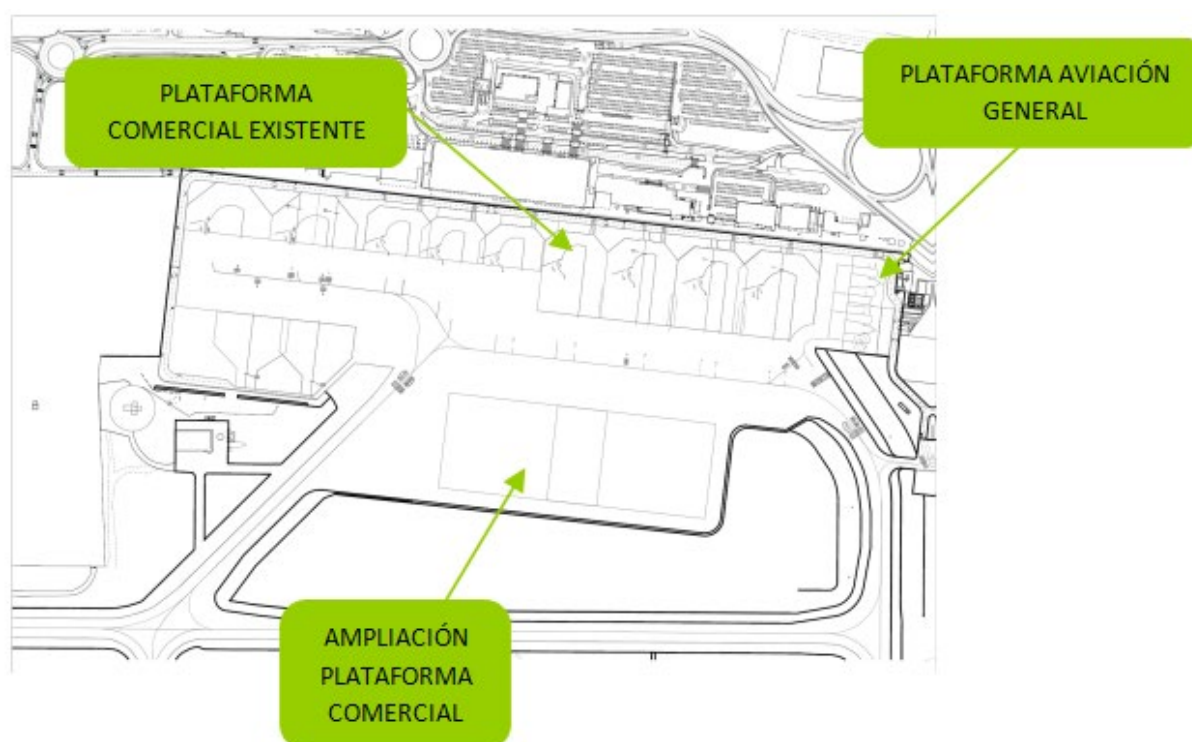 PLATAFORMA
COMERCIAL EXISTENTE
PLATAFORMA AVIACIÓN
GENERAL
AMPLIACIÓN
PLATAFORMA
COMERCIAL